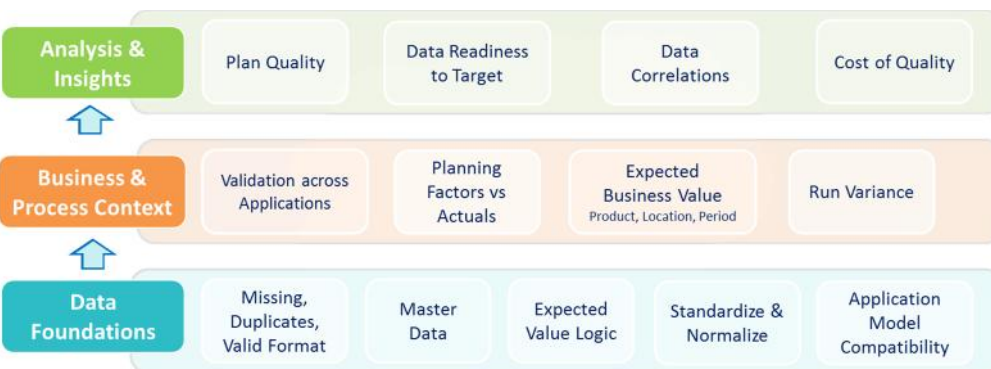 Analysis &
Insights
Plan Quality
Data Readiness
to Target
Data
Correlations
Cost of Quality
Business &
Process Context
Validation across
Applications
Planning
Factors vs
Actuals
Expected
Business Value
Product, Location, Period
Run Variance
Data
Foundations
Missing,
Duplicates,
Valid Format
Master
Data
Expected
Value Logic
Standardize &
Normalize
Application
Model
Compatibility